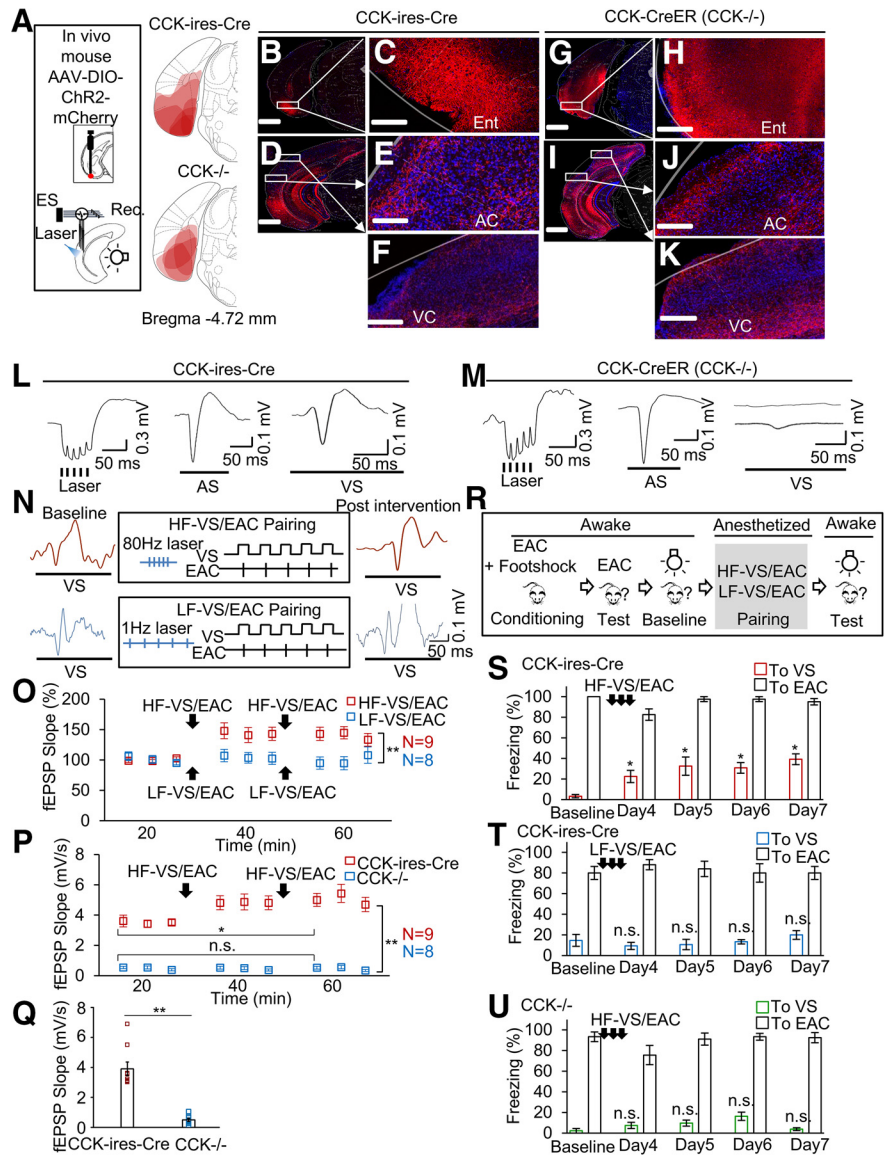 A
In vivo
mouse
AAV-DIO-
ChR2-
mCherry
ES
Rec.
Laser
CCK-ires-Cre
CCK-/-
Bregma -4.72 mm
CCK-ires-Cre
CCK-CreER (CCK-/-)
B
C
Ent
D
E
AC
F
VC
G
H
Ent
I
J
AC
K
VC
L
CCK-ires-Cre
0.3 mV
50 ms
Laser
0.1 mV
50 ms
AS
0.1 mV
50 ms
VS
M
CCK-CreER (CCK-/-)
0.3 mV
50 ms
Laser
0.1 mV
50 ms
AS
0.1 mV
50 ms
VS
N
Baseline
Post intervention
HF-VS/EAC Pairing
80Hz laser
VS
EAC
VS
VS
LF-VS/EAC Pairing
1Hz laser
VS
EAC
VS
VS
0.1 mV
50 ms
O
fEPSP Slope (%)
200
150
100
50
0
HF-VS/EAC
HF-VS/EAC
LF-VS/EAC
LF-VS/EAC
HF-VS/EAC
LF-VS/EAC
**
N=9
N=8
20
40
60
Time (min)
P
fEPSP Slope (mV/s)
8
6
4
2
0
HF-VS/EAC
HF-VS/EAC
CCK-ires-Cre
CCK-/-
*
n.s.
**
N=9
N=8
20
40
60
Time (min)
Q
fEPSP Slope (mV/s)
8
6
4
2
0
**
CCK-ires-Cre
CCK-/-
R
Awake
Anesthetized
Awake
EAC
+ Footshock
EAC
HF-VS/EAC
LF-VS/EAC
?
?
?
Conditioning
Test
Baseline
Pairing
Test
S
CCK-ires-Cre
HF-VS/EAC
To VS
To EAC
Freezing (%)
100
80
60
40
20
0
*
*
*
*
Baseline
Day4
Day5
Day6
Day7
T
CCK-ires-Cre
LF-VS/EAC
To VS
To EAC
Freezing (%)
100
80
60
40
20
0
n.s.
n.s.
n.s.
n.s.
Baseline
Day4
Day5
Day6
Day7
U
CCK-/-
HF-VS/EAC
To VS
To EAC
Freezing (%)
100
80
60
40
20
0
n.s.
n.s.
n.s.
n.s.
Baseline
Day4
Day5
Day6
Day7